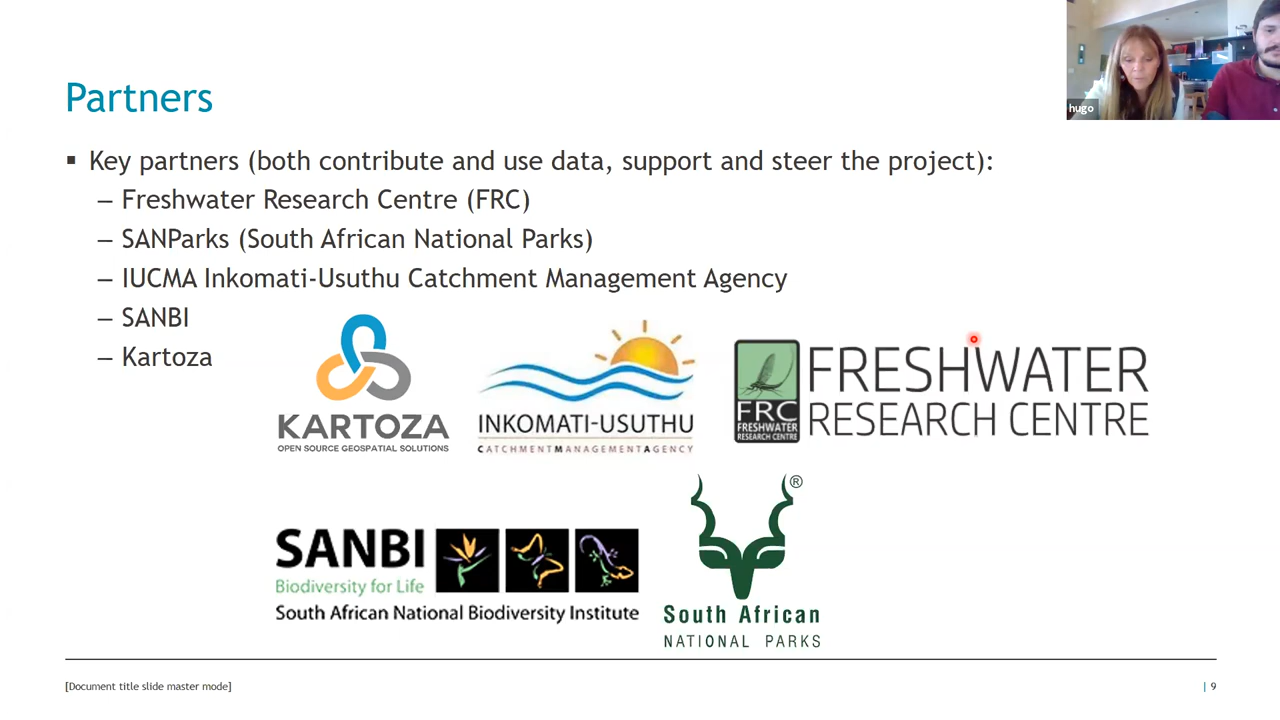 hugo
Partners
▪ Key partners (both contribute and use data, support and steer the project):
– Freshwater Research Centre (FRC)
– SANParks (South African National Parks)
– IUCMA Inkomati-Usuthu Catchment Management Agency
– SANBI
– Kartoza
KARTOZA
OPEN SOURCE GEOSPATIAL SOLUTIONS
INKOMATI-USUTHU
CATCHMENTMANAGEMENTAGENCY
FRC
FRESHWATER
RESEARCH CENTRE
FRESHWATER
RESEARCH CENTRE
SANBI
Biodiversity for Life
South African National Biodiversity Institute
®
South African
NATIONAL PARKS
[Document title slide master mode]
| 9